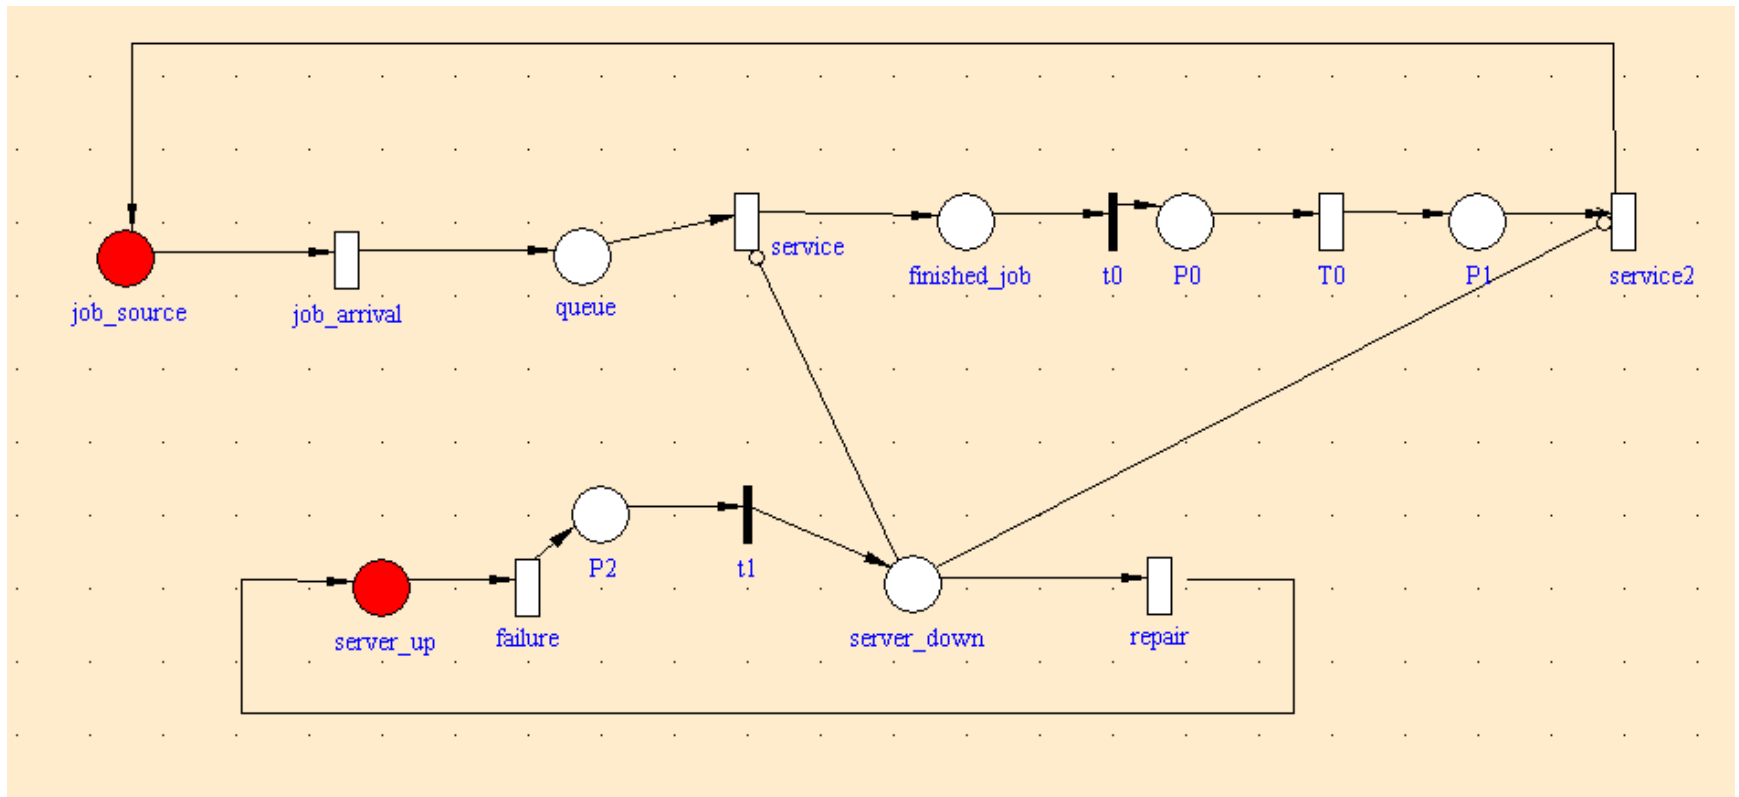 service
finished_job
t0
P0
T0
P1
service2
job_source
job_arrival
queue
P2
t1
server_up
failure
server_down
repair